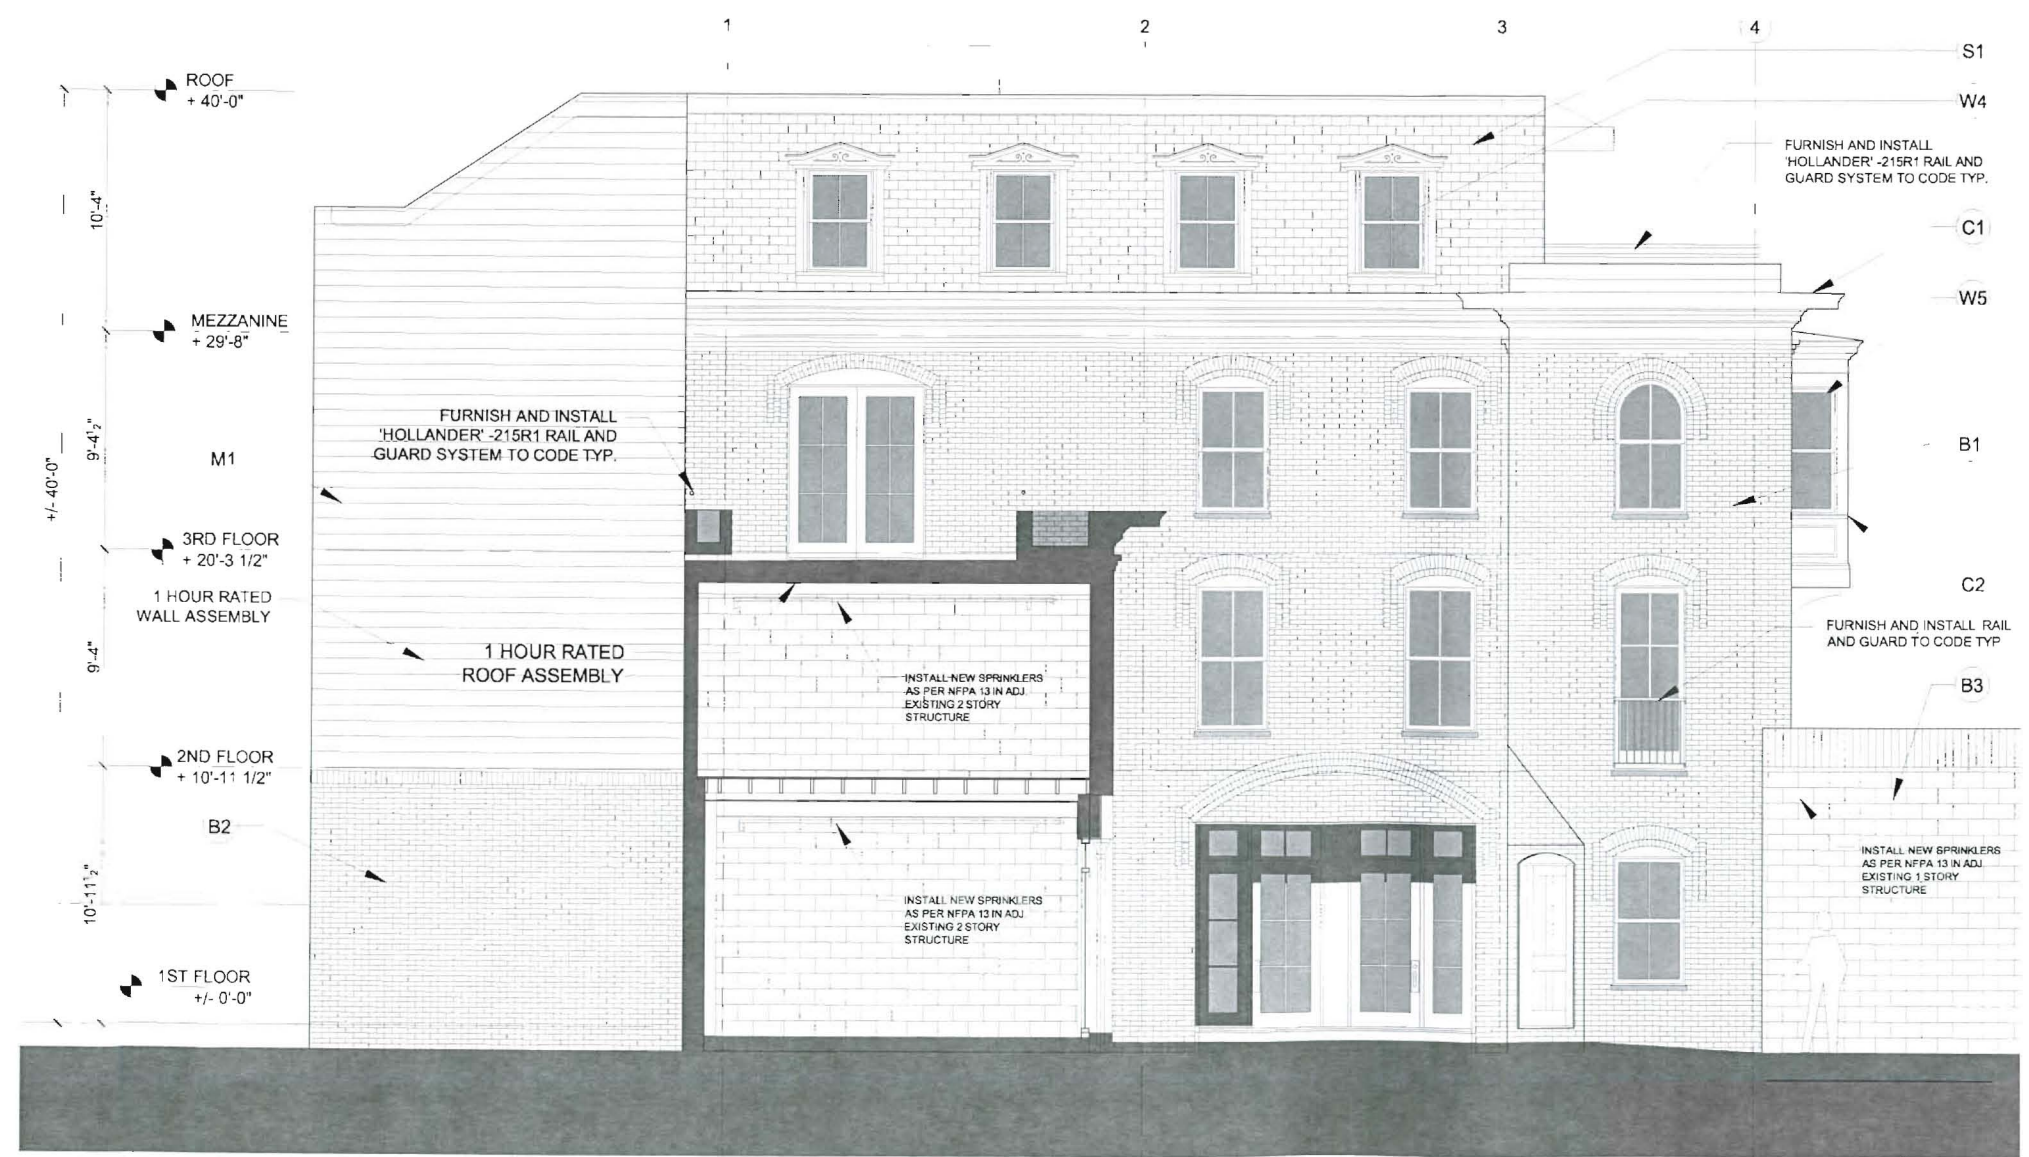 1
2
3
4
S1
W4
FURNISH AND INSTALL
'HOLLANDER' -215R1 RAIL AND
GUARD SYSTEM TO CODE TYP.
C1
W5
B1
C2
FURNISH AND INSTALL RAIL
AND GUARD TO CODE TYP
B3
INSTALL NEW SPRINKLERS
AS PER NFPA 13 IN ADJ.
EXISTING 1 STORY
STRUCTURE
ROOF
+ 40'-0"
10'-4"
MEZZANINE
+ 29'-8"
9'-4 1/2"
+/- 40'-0"
M1
FURNISH AND INSTALL
'HOLLANDER' -215R1 RAIL AND
GUARD SYSTEM TO CODE TYP.
3RD FLOOR
+ 20'-3 1/2"
1 HOUR RATED
WALL ASSEMBLY
9'-4"
1 HOUR RATED
ROOF ASSEMBLY
INSTALL NEW SPRINKLERS
AS PER NFPA 13 IN ADJ.
EXISTING 2 STORY
STRUCTURE
2ND FLOOR
+ 10'-11 1/2"
B2
10'-11 1/2"
INSTALL NEW SPRINKLERS
AS PER NFPA 13 IN ADJ.
EXISTING 2 STORY
STRUCTURE
1ST FLOOR
+/- 0'-0"